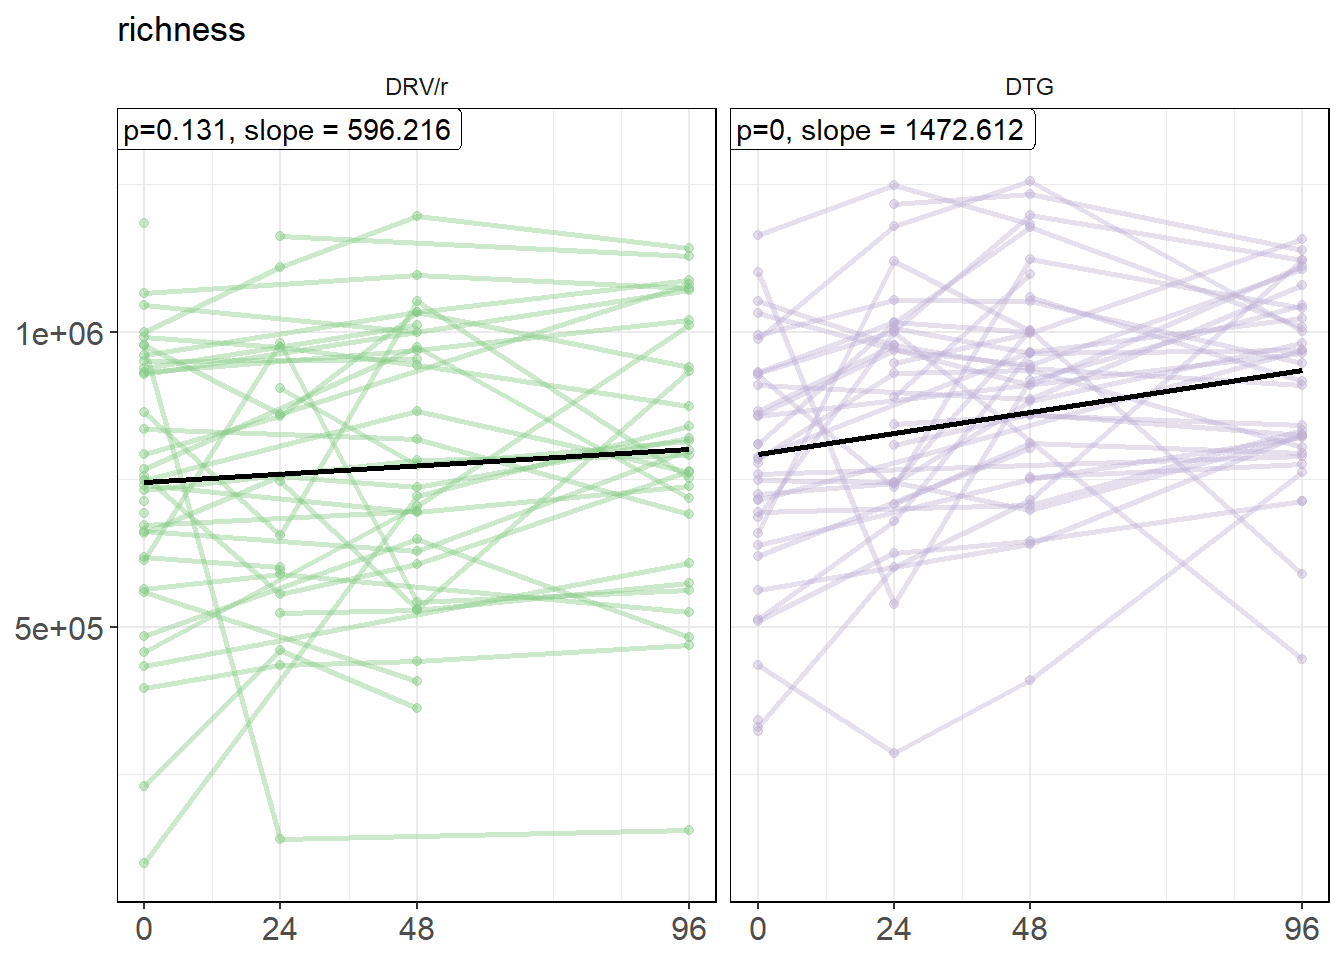 richness
DRV/r
DTG
p=0.131, slope = 596.216
p=0, slope = 1472.612
1e+06
5e+05
0 24 48 96
0 24 48 96